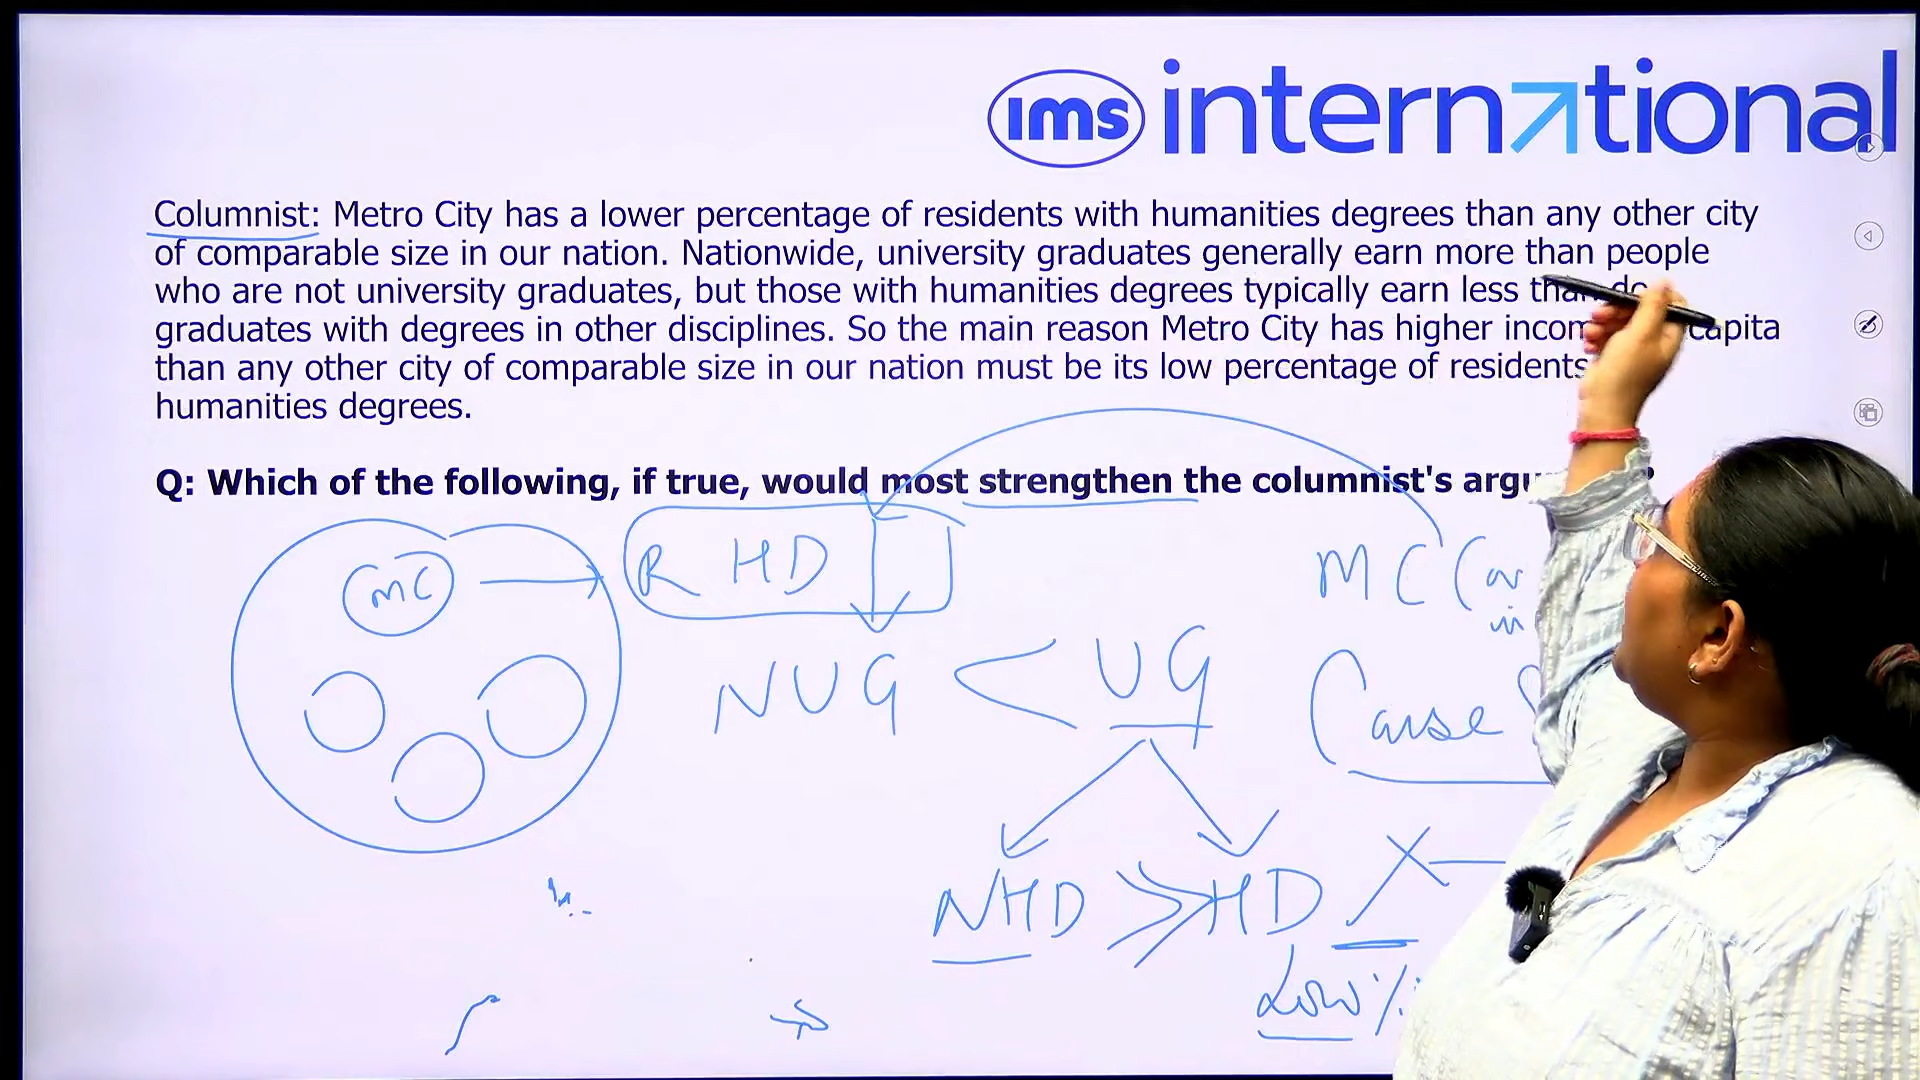 ims international
Columnist: Metro City has a lower percentage of residents with humanities degrees than any other city
of comparable size in our nation. Nationwide, university graduates generally earn more than people
who are not university graduates, but those with humanities degrees typically earn less than do
graduates with degrees in other disciplines. So the main reason Metro City has higher capita
than any other city of comparable size in our nation must be its low percentage of residents
humanities degrees.
Q: Which of the following, if true, would most strengthen the columnist's
MC R HD MC
NUG < UG Cause
NHD >> HD X
Low %